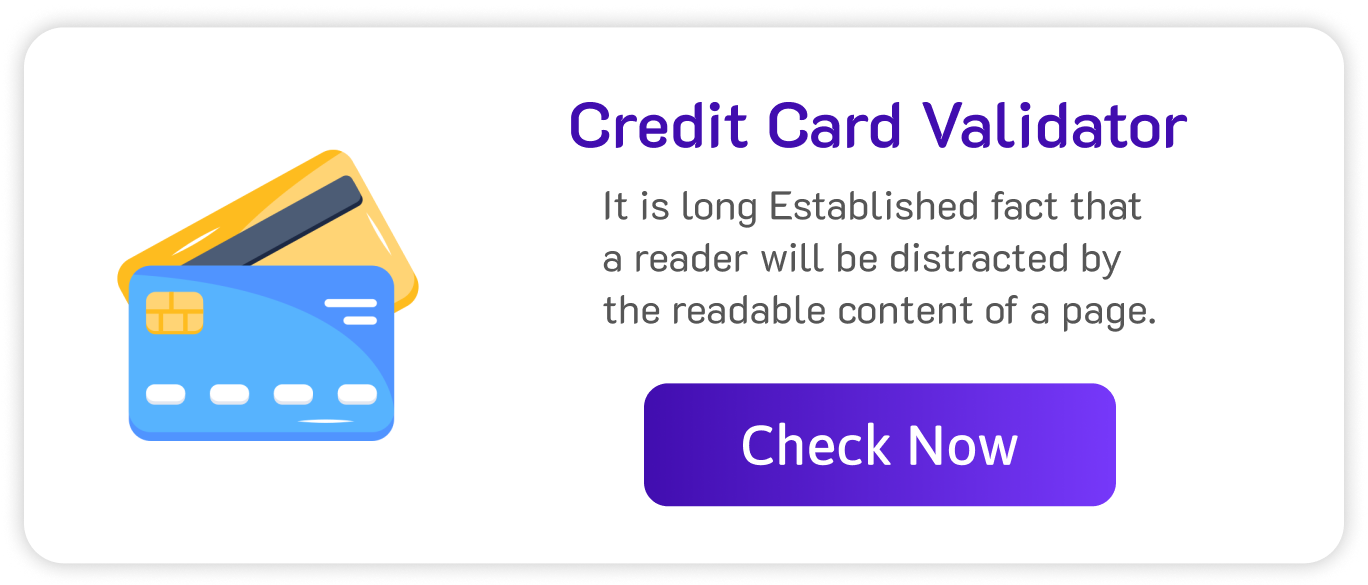 Credit Card Validator
It is long Established fact that
a reader will be distracted by
the readable content of a page.
Check Now